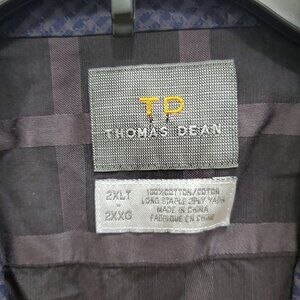 TD
THOMAS DEAN
2XLT
-
2XXG
100% COTTON / COTON
LONG STAPLE 2PLY YARN
MADE IN CHINA
FABRIQUE EN CHINE